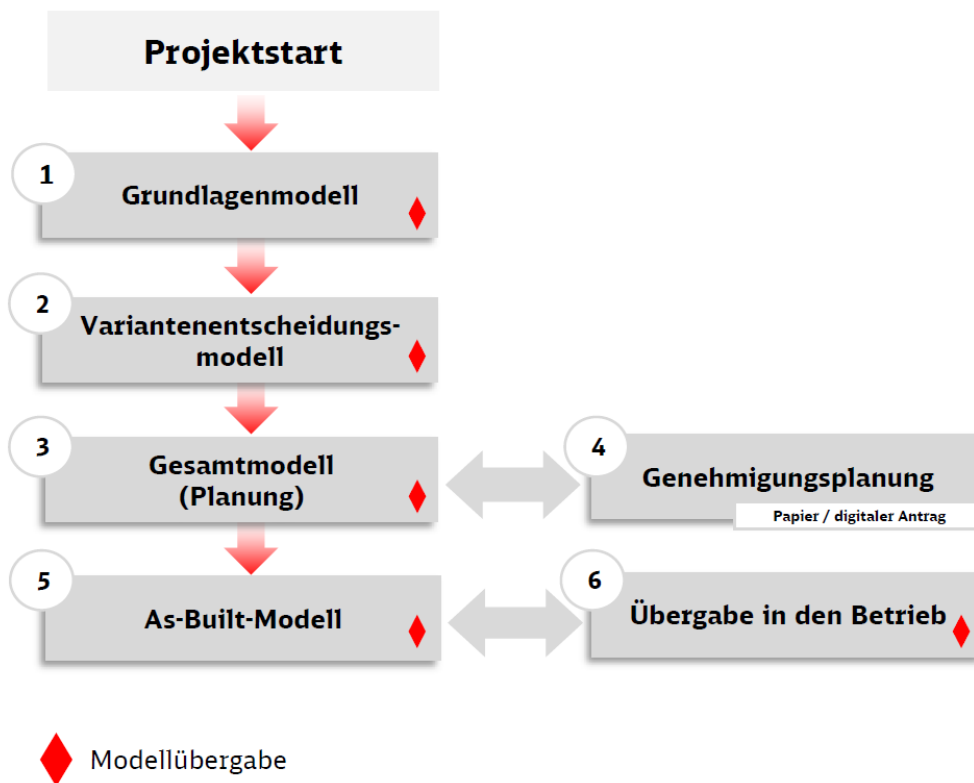 Projektstart
1
Grundlagenmodell
2
Variantenentscheidungs-
modell
3
Gesamtmodell
(Planung)
4
Genehmigungsplanung
Papier / digitaler Antrag
5
As-Built-Modell
6
Übergabe in den Betrieb
Modellübergabe